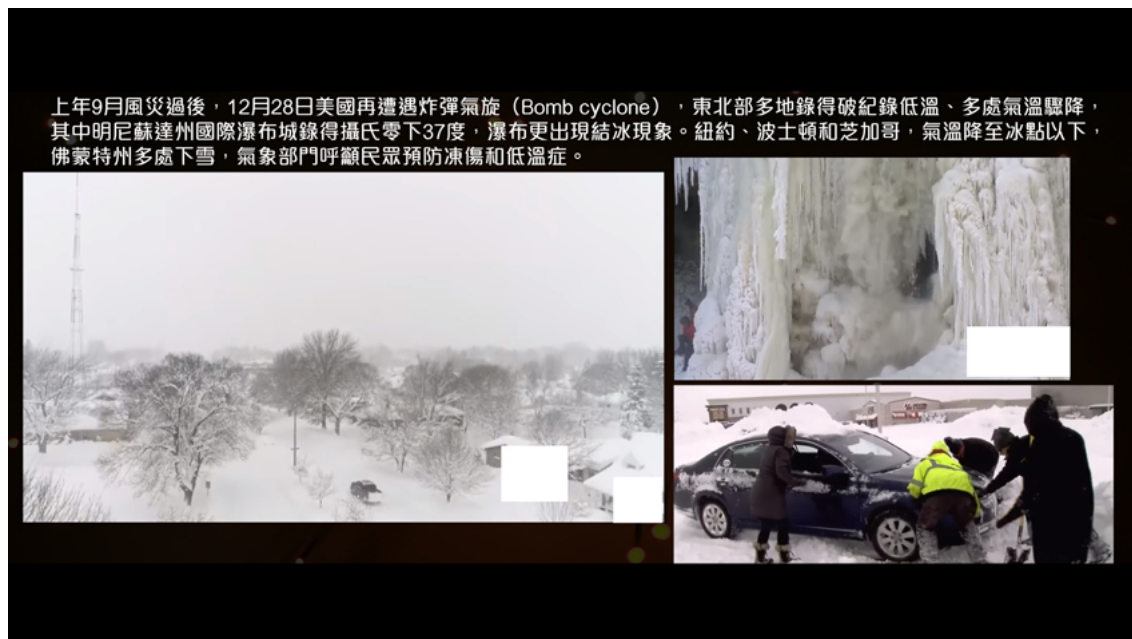 上年9月風災過後，12月28日美國再遭遇炸彈氣旋（Bomb cyclone），東北部多地錄得破紀錄低溫、多處氣溫驟降，
其中明尼蘇達州國際瀑布城錄得攝氏零下37度，瀑布更出現結冰現象。紐約、波士頓和芝加哥，氣溫降至冰點以下，
佛蒙特州多處下雪，氣象部門呼籲民眾預防凍傷和低溫症。